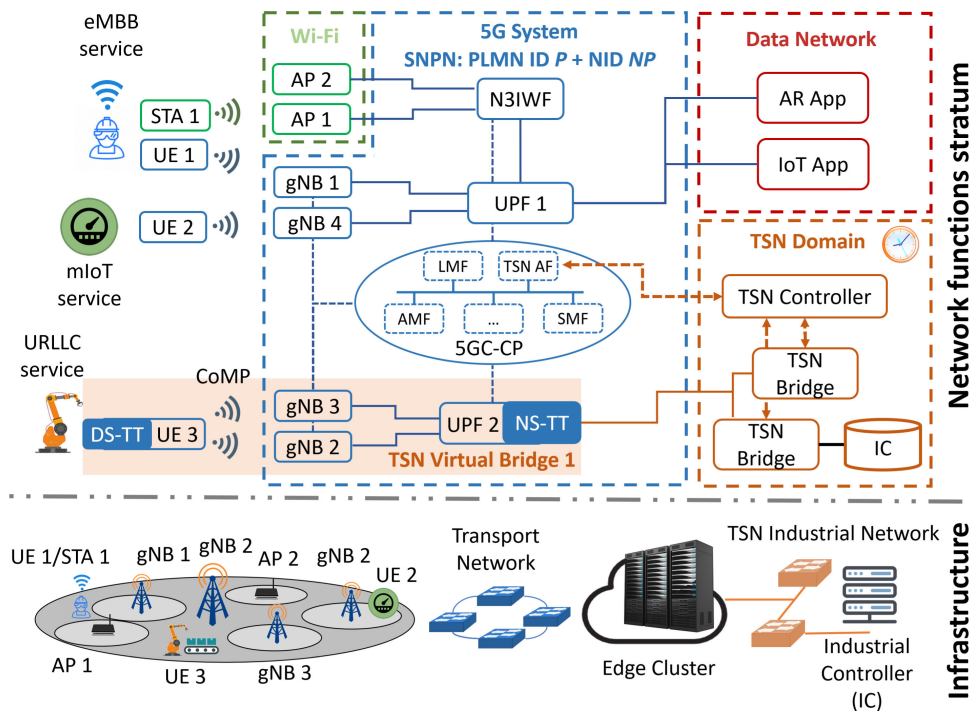 eMBB
service
Wi-Fi
AP 2
AP 1
STA 1
UE 1
5G System
SNPN: PLMN ID P + NID NP
N3IWF
Data Network
AR App
IoT App
Network functions stratum
gNB 1
gNB 4
UPF 1
UE 2
mIoT
service
LMF
TSN AF
AMF
...
SMF
5GC-CP
TSN Domain
TSN Controller
TSN
Bridge
TSN
Bridge
IC
URLLC
service
CoMP
DS-TT
UE 3
gNB 3
gNB 2
UPF 2
NS-TT
TSN Virtual Bridge 1
UE 1/STA 1
gNB 1
gNB 2
AP 2
gNB 2
UE 2
AP 1
UE 3
gNB 3
Transport
Network
Edge Cluster
TSN Industrial Network
Industrial
Controller
(IC)
Infrastructure